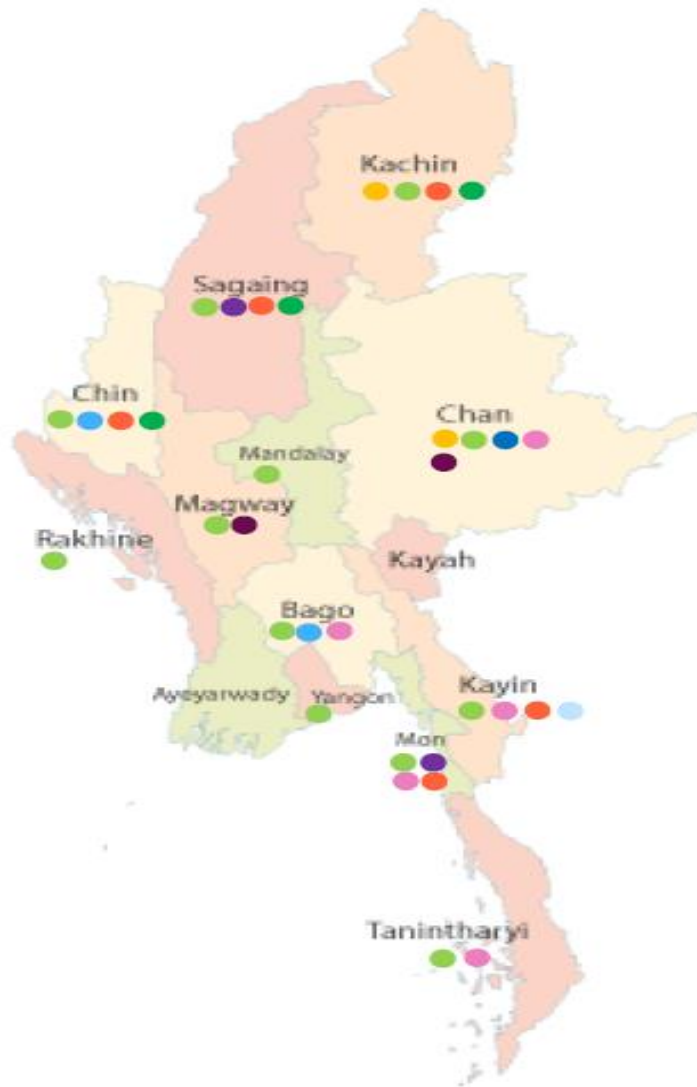 Kachin
Sagaing
Chin
Chan
Mandalay
Magway
Rakhine
Kayah
Bago
Ayeyarwady
Yangon
Kayin
Mon
Tanintharyi